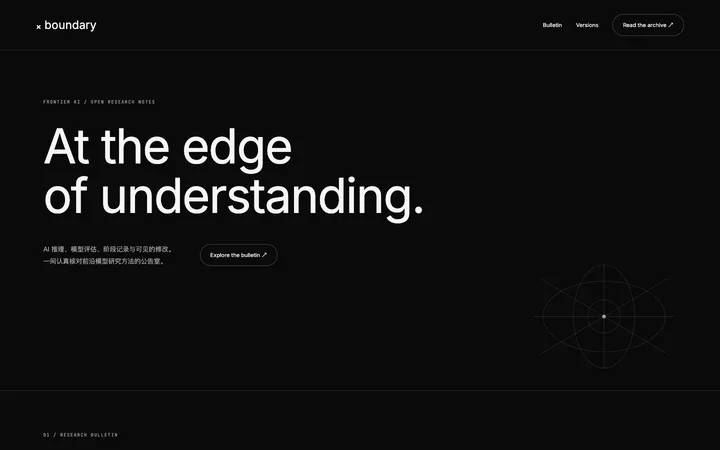 × boundary
Bulletin
Versions
Read the archive ↗
FRONTIER AI / OPEN RESEARCH NOTES
At the edge
of understanding.
AI 推理、模型评估、阶段记录与可见的修改。
一间认真核对前沿模型研究方法的公告室。
Explore the bulletin ↗
01 / RESEARCH BULLETIN